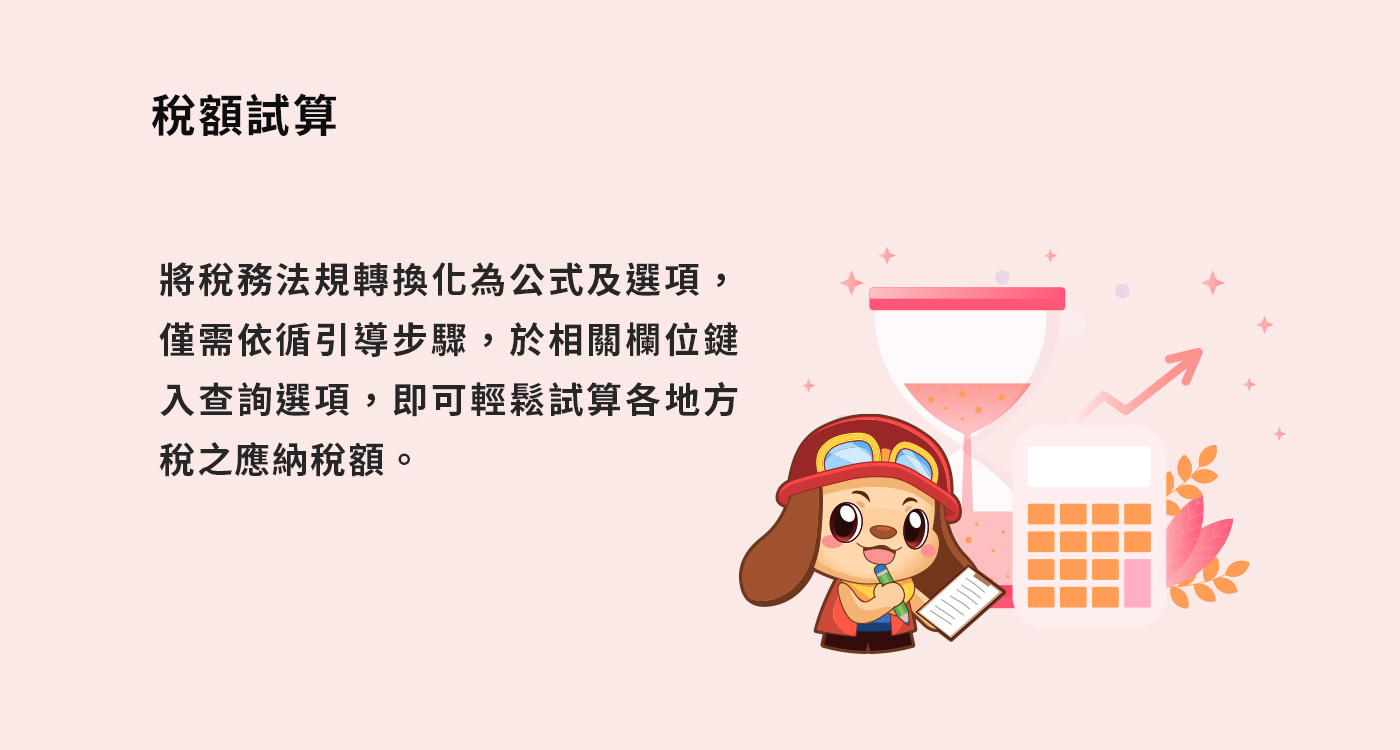 稅額試算
將稅務法規轉換化為公式及選項，
僅需依循引導步驟，於相關欄位鍵
入查詢選項，即可輕鬆試算各地方
稅之應納稅額。